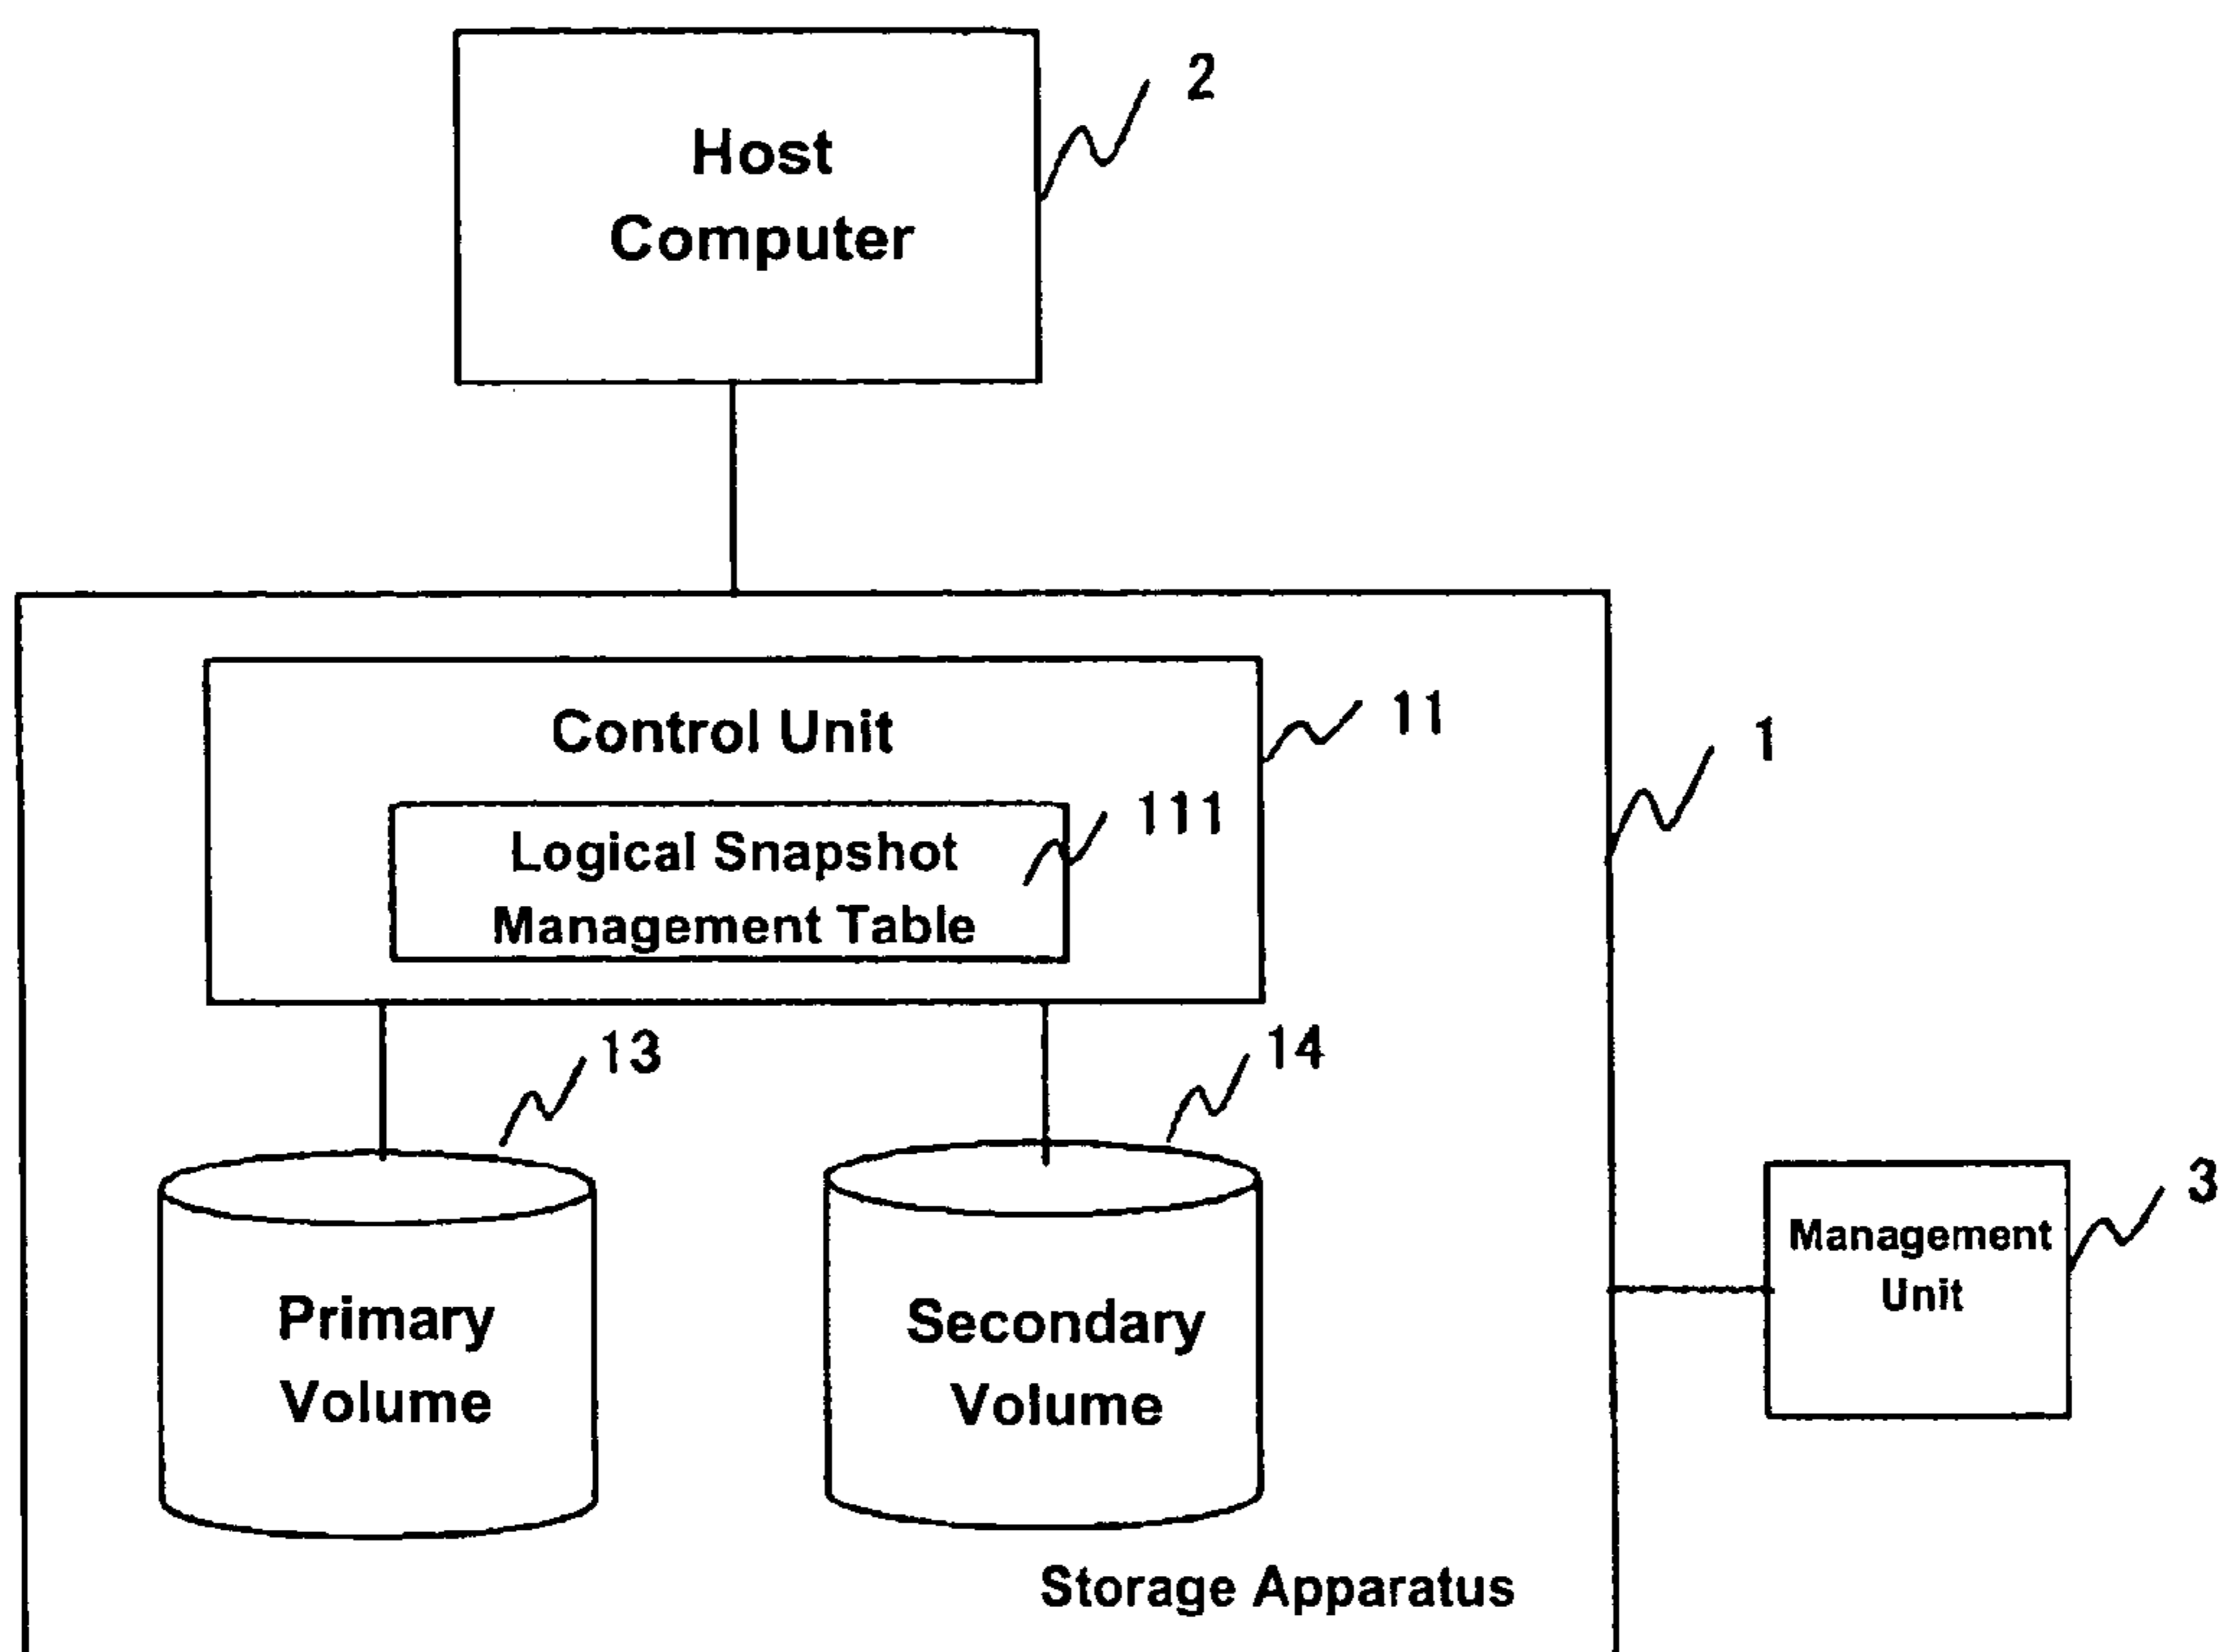 2
Host
Computer
Control Unit
11
1
111
Logical Snapshot
Management Table
13
14
3
Management
Unit
Primary
Volume
Secondary
Volume
Storage Apparatus